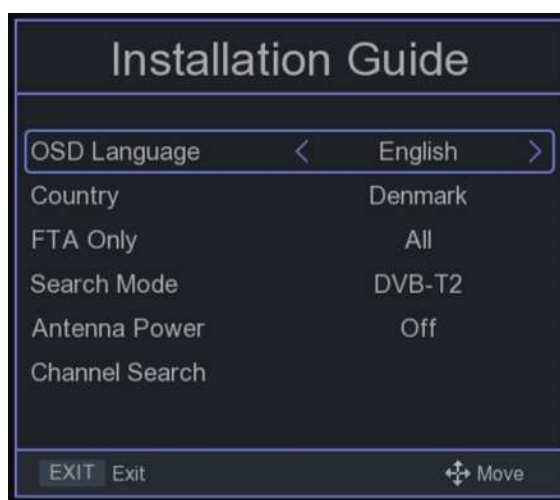 Installation Guide
OSD Language < English >
Country Denmark
FTA Only All
Search Mode DVB-T2
Antenna Power Off
Channel Search
EXIT Exit Move